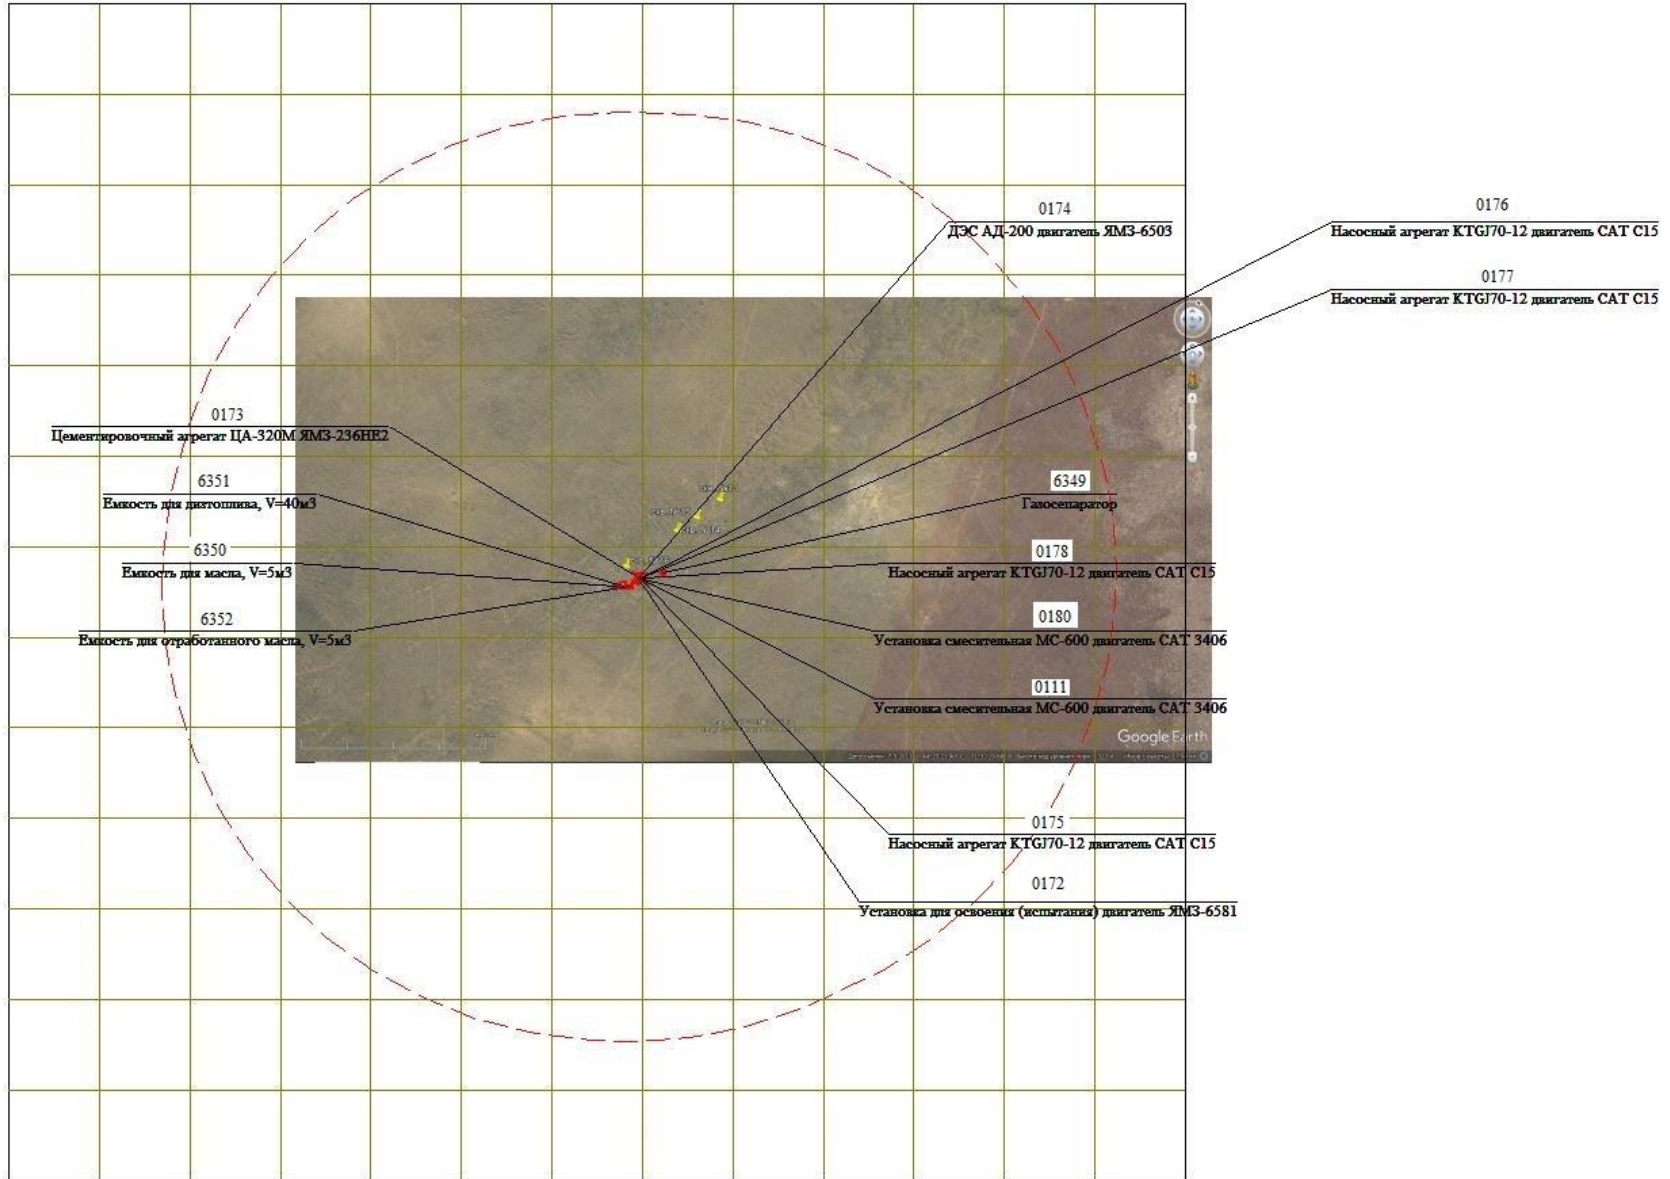 0174
ДЭС АД-200 двигатель ЯМЗ-6503
0176
Насосный агрегат KTGJ70-12 двигатель CAT C15
0177
Насосный агрегат KTGJ70-12 двигатель CAT C15
0173
Цементировочный агрегат ЦА-320М ЯМЗ-236НЕ2
6351
Емкость для дизтоплива, V=40м3
6349
Газосепаратор
6350
Емкость для масла, V=5м3
0178
Насосный агрегат KTGJ70-12 двигатель CAT C15
6352
Емкость для отработанного масла, V=5м3
0180
Установка смесительная МС-600 двигатель CAT 3406
0111
Установка смесительная МС-600 двигатель CAT 3406
Google Earth
0175
Насосный агрегат KTGJ70-12 двигатель CAT C15
0172
Установка для освоения (испытания) двигатель ЯМЗ-6581